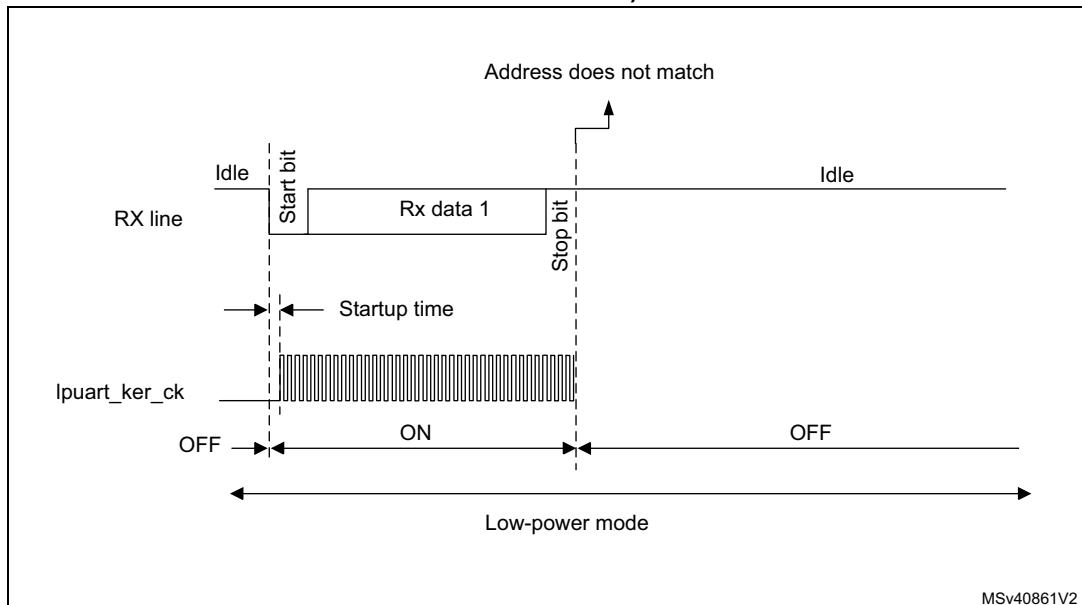 Address does not match
Idle
Start bit
Idle
RX line
Rx data 1
Stop bit
Startup time
lpuart_ker_ck
OFF
ON
OFF
Low-power mode
MSv40861V2